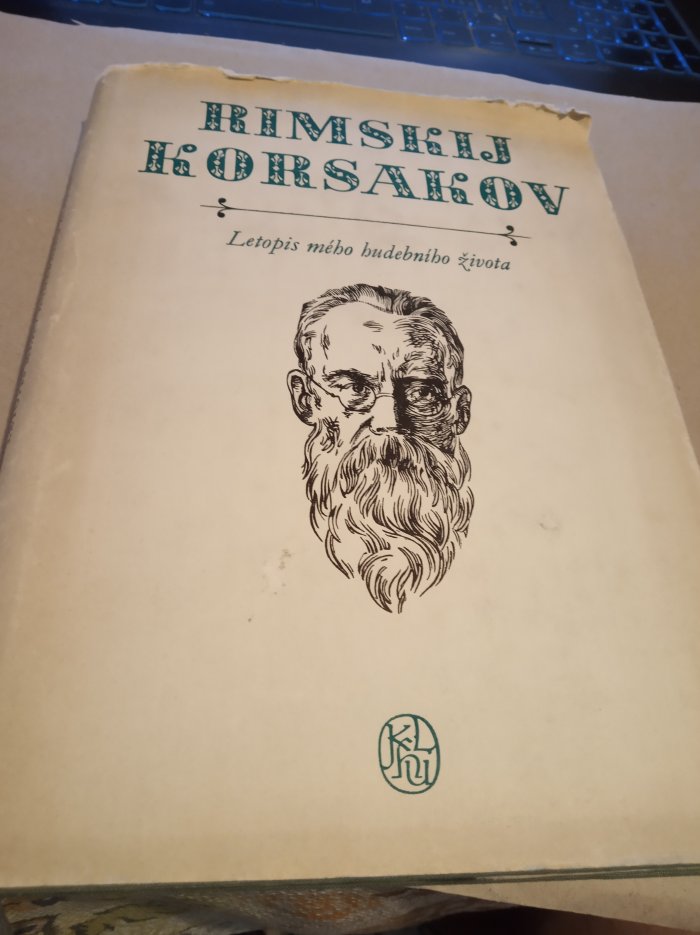 RIMSKIJ
KORSAKOV
Letopis mého hudebního života